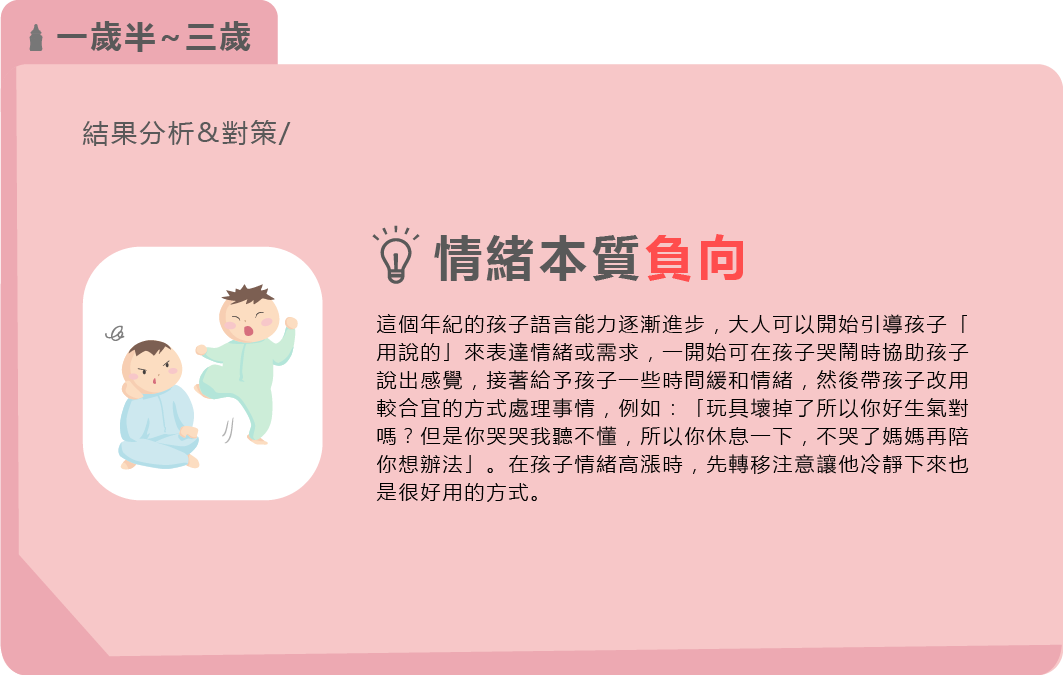 一歲半~三歲
結果分析&對策/
情緒本質負向
這個年紀的孩子語言能力逐漸進步，大人可以開始引導孩子「
用說的」來表達情緒或需求，一開始可在孩子哭鬧時協助孩子
說出感覺，接著給予孩子一些時間緩和情緒，然後帶孩子改用
較合宜的方式處理事情，例如：「玩具壞掉了所以你好生氣對
嗎？但是你哭哭我聽不懂，所以你休息一下，不哭了媽媽再陪
你想辦法」。在孩子情緒高漲時，先轉移注意讓他冷靜下來也
是很好用的方式。